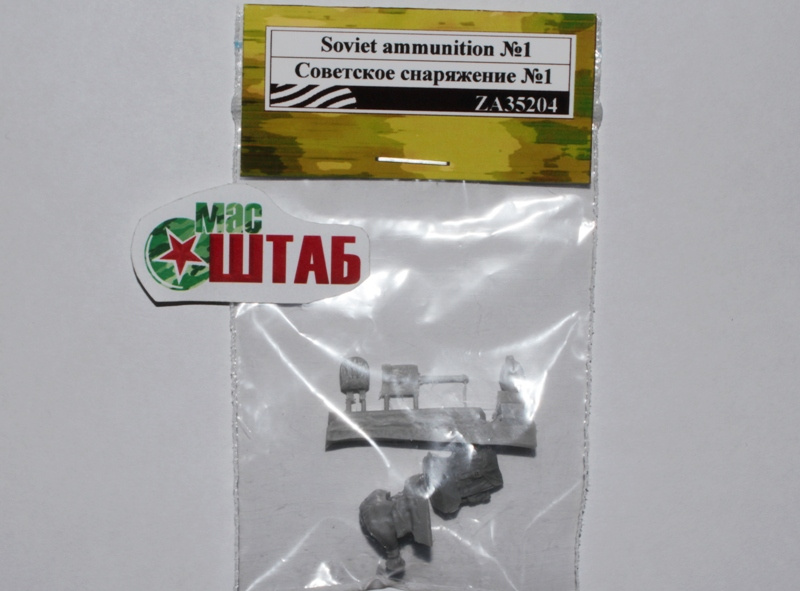 Soviet ammunition №1
Советское снаряжение №1
ZA35204
Мас
ШТАБ